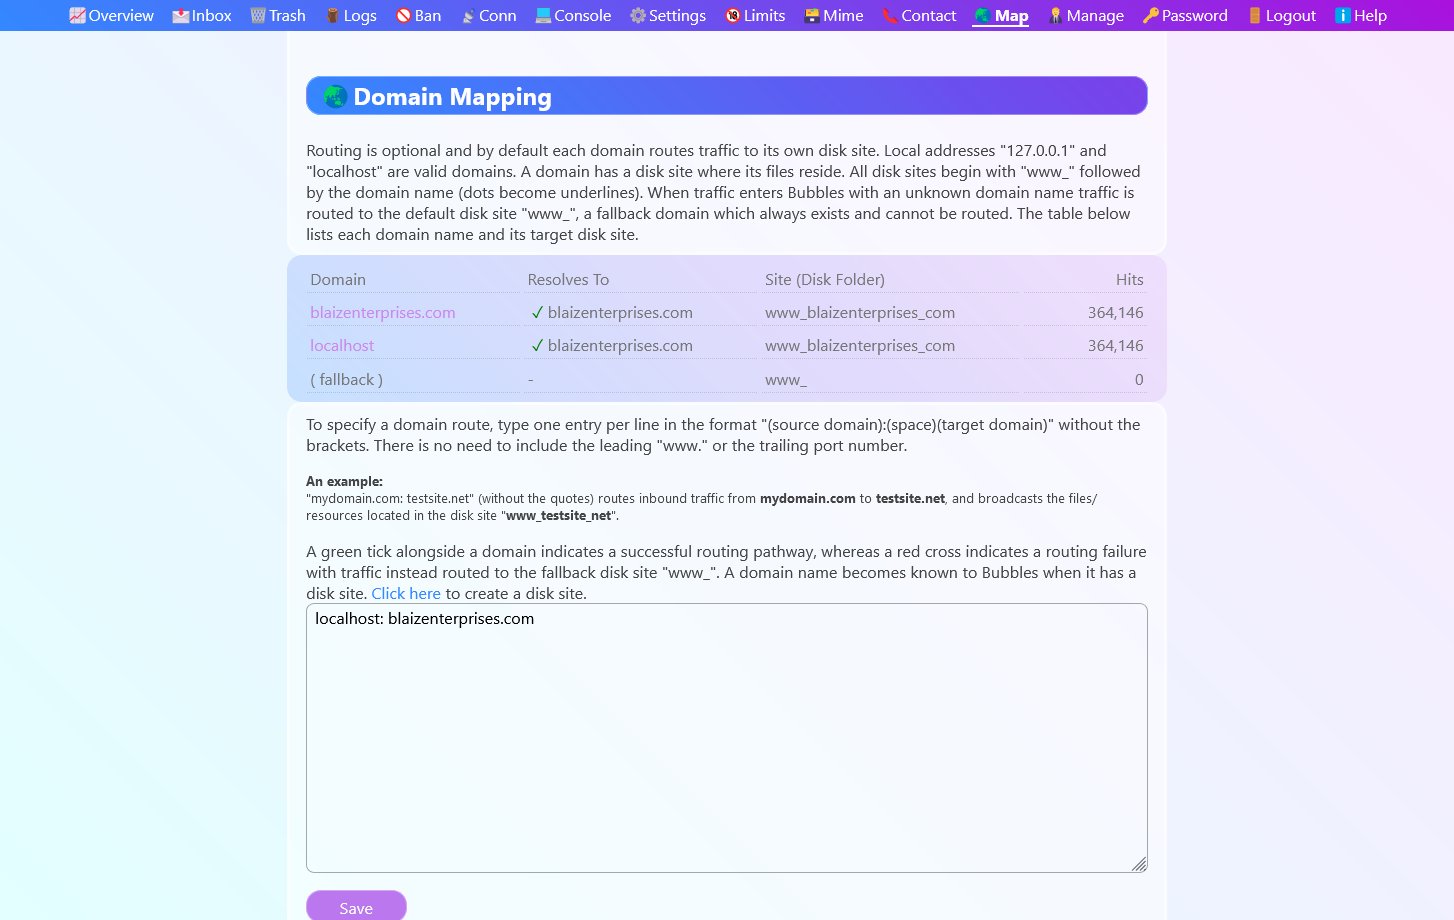 Overview Inbox Trash Logs Ban Conn Console Settings Limits Mime Contact Map Manage Password Logout Help
Domain Mapping
Routing is optional and by default each domain routes traffic to its own disk site. Local addresses "127.0.0.1" and
"localhost" are valid domains. A domain has a disk site where its files reside. All disk sites begin with "www_" followed
by the domain name (dots become underlines). When traffic enters Bubbles with an unknown domain name traffic is
routed to the default disk site "www_", a fallback domain which always exists and cannot be routed. The table below
lists each domain name and its target disk site.
Domain Resolves To Site (Disk Folder) Hits
blaizenterprises.com ✓ blaizenterprises.com www_blaizenterprises_com 364,146
localhost ✓ blaizenterprises.com www_blaizenterprises_com 364,146
( fallback ) - www_ 0
To specify a domain route, type one entry per line in the format "(source domain):(space)(target domain)" without the
brackets. There is no need to include the leading "www." or the trailing port number.
An example:
"mydomain.com: testsite.net" (without the quotes) routes inbound traffic from mydomain.com to testsite.net, and broadcasts the files/
resources located in the disk site "www_testsite_net".
A green tick alongside a domain indicates a successful routing pathway, whereas a red cross indicates a routing failure
with traffic instead routed to the fallback disk site "www_". A domain name becomes known to Bubbles when it has a
disk site. Click here to create a disk site.
localhost: blaizenterprises.com
Save